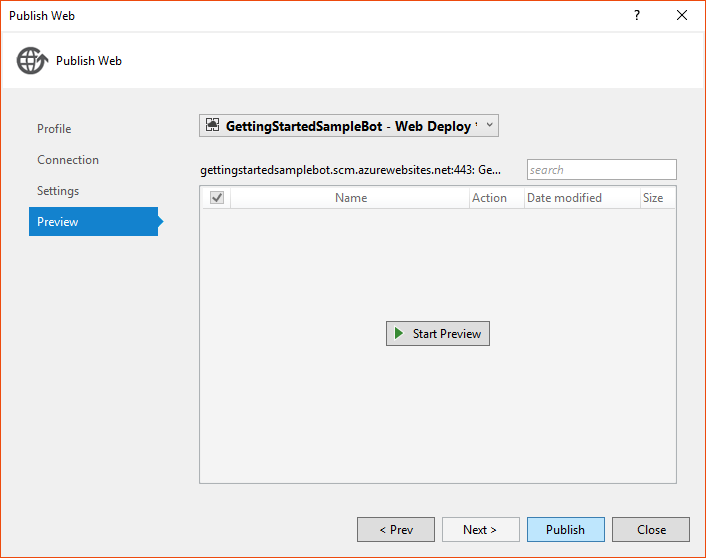 Publish Web
?
Publish Web
Profile
Connection
Settings
Preview
GettingStartedSampleBot - Web Deploy *
gettingstartedsamplebot.scm.azurewebsites.net:443: Ge...
search
Name Action Date modified Size
Start Preview
< Prev Next > Publish Close